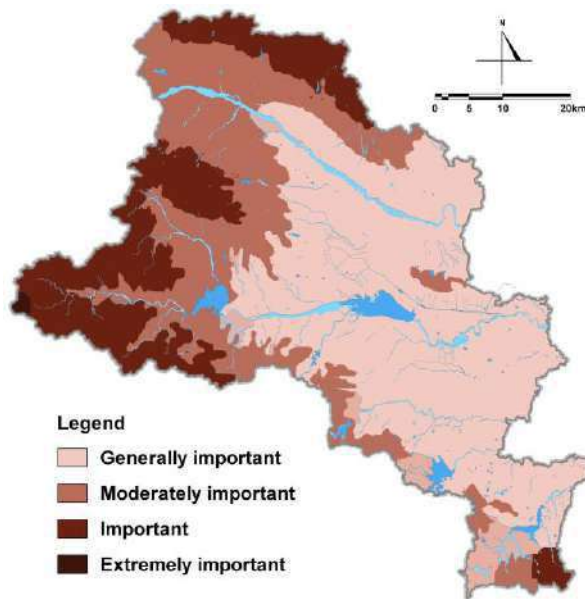 N
0 5 10 20km
Legend
Generally important
Moderately important
Important
Extremely important